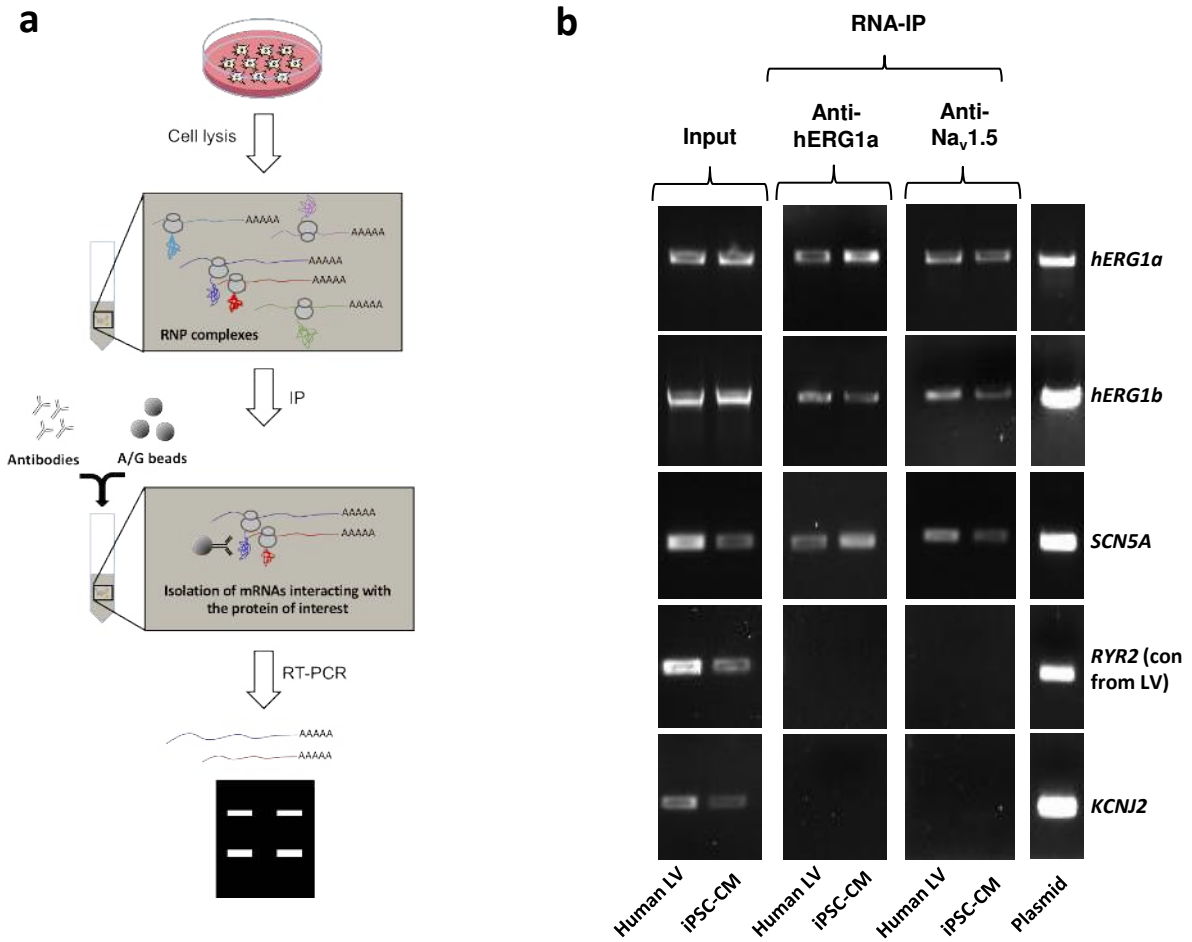 a
Cell lysis
AAAAA
AAAAA
AAAAA
AAAAA
AAAAA
RNP complexes
IP
Antibodies
A/G beads
AAAAA
AAAAA
Isolation of mRNAs interacting with
the protein of interest
RT-PCR
AAAAA
AAAAA
b
RNA-IP
Input
Anti-
hERG1a
Anti-
Nav1.5
hERG1a
hERG1b
SCN5A
RYR2 (con
from LV)
KCNJ2
Human LV
iPSC-CM
Human LV
iPSC-CM
Human LV
iPSC-CM
Plasmid